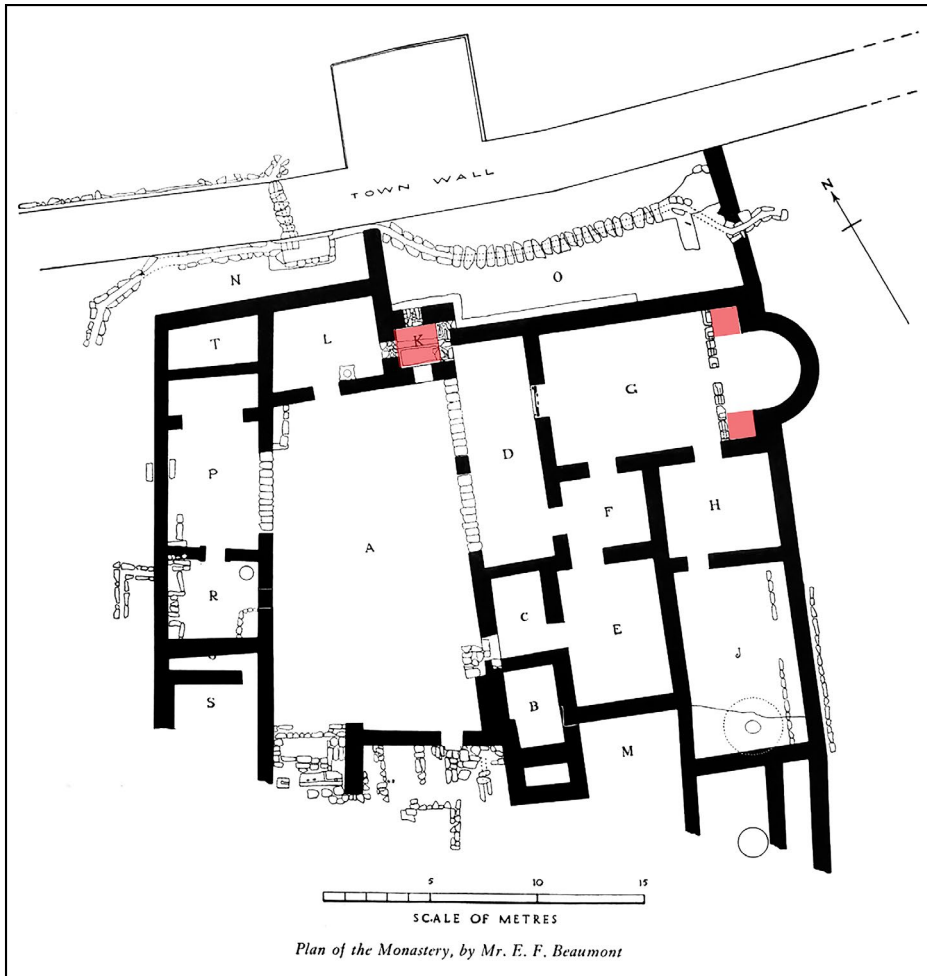 TOWN WALL
N
N
O
T
L
K
G
D
P
F
H
A
R
C
E
J
S
B
M
5 10 15
SCALE OF METRES
Plan of the Monastery, by Mr. E. F. Beaumont